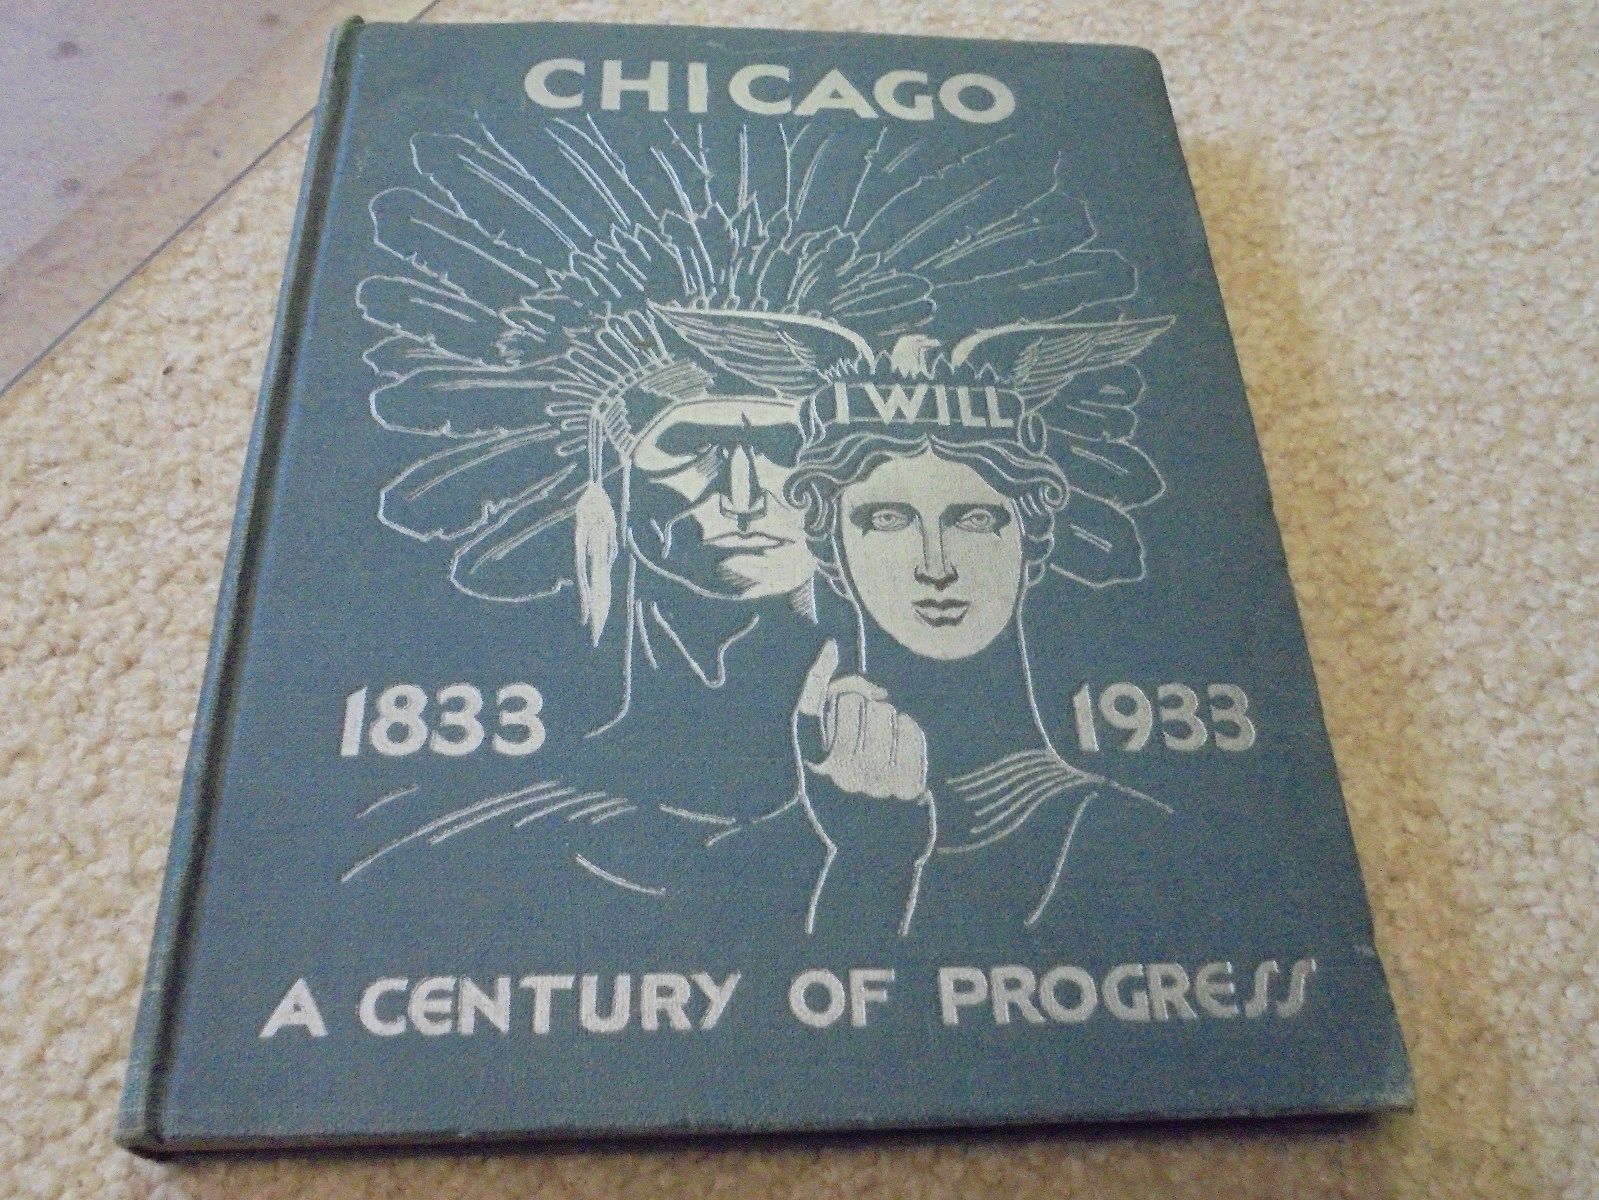 CHICAGO
I WILL
1833 1933
A CENTURY OF PROGRESS